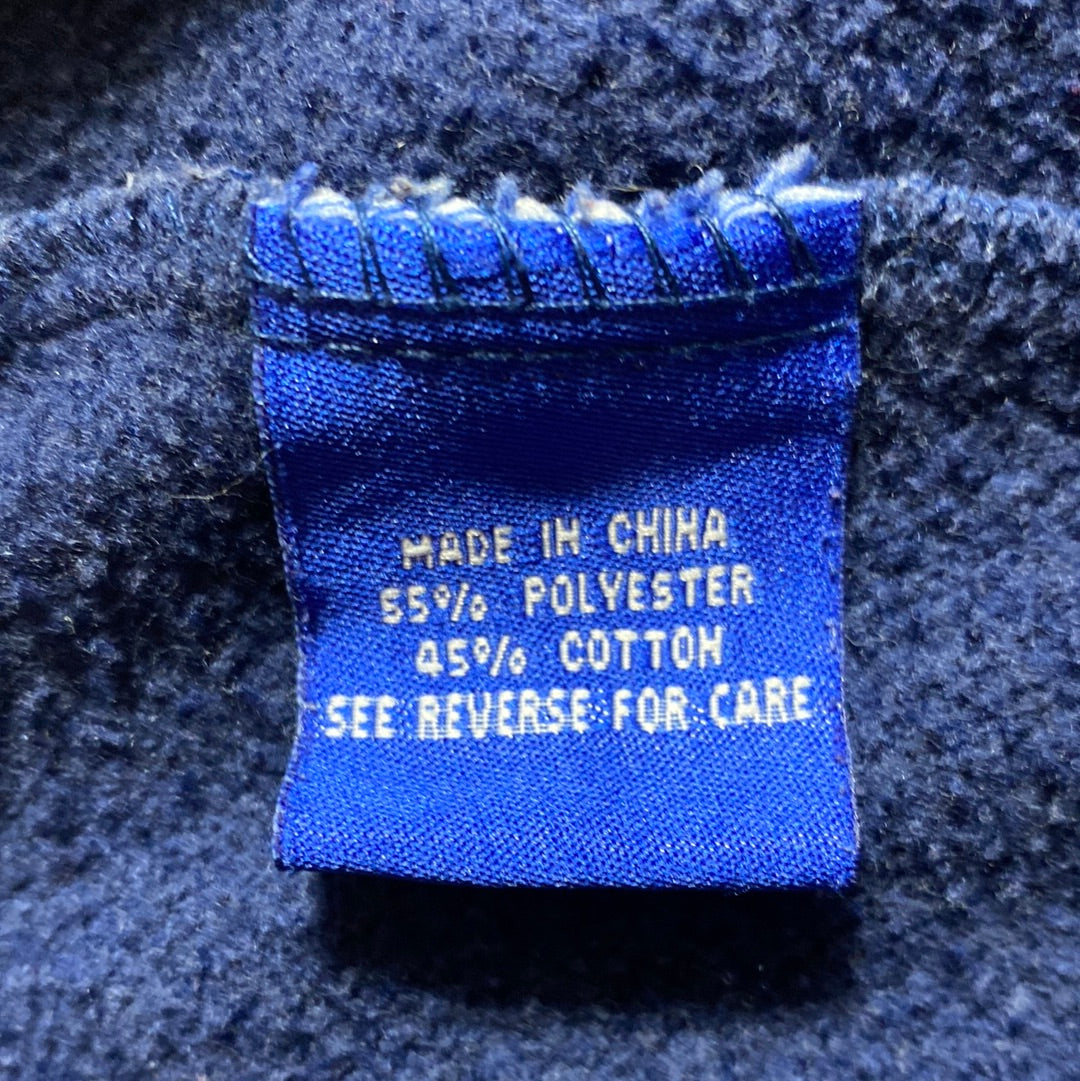 MADE IN CHINA
55% POLYESTER
45% COTTON
SEE REVERSE FOR CARE